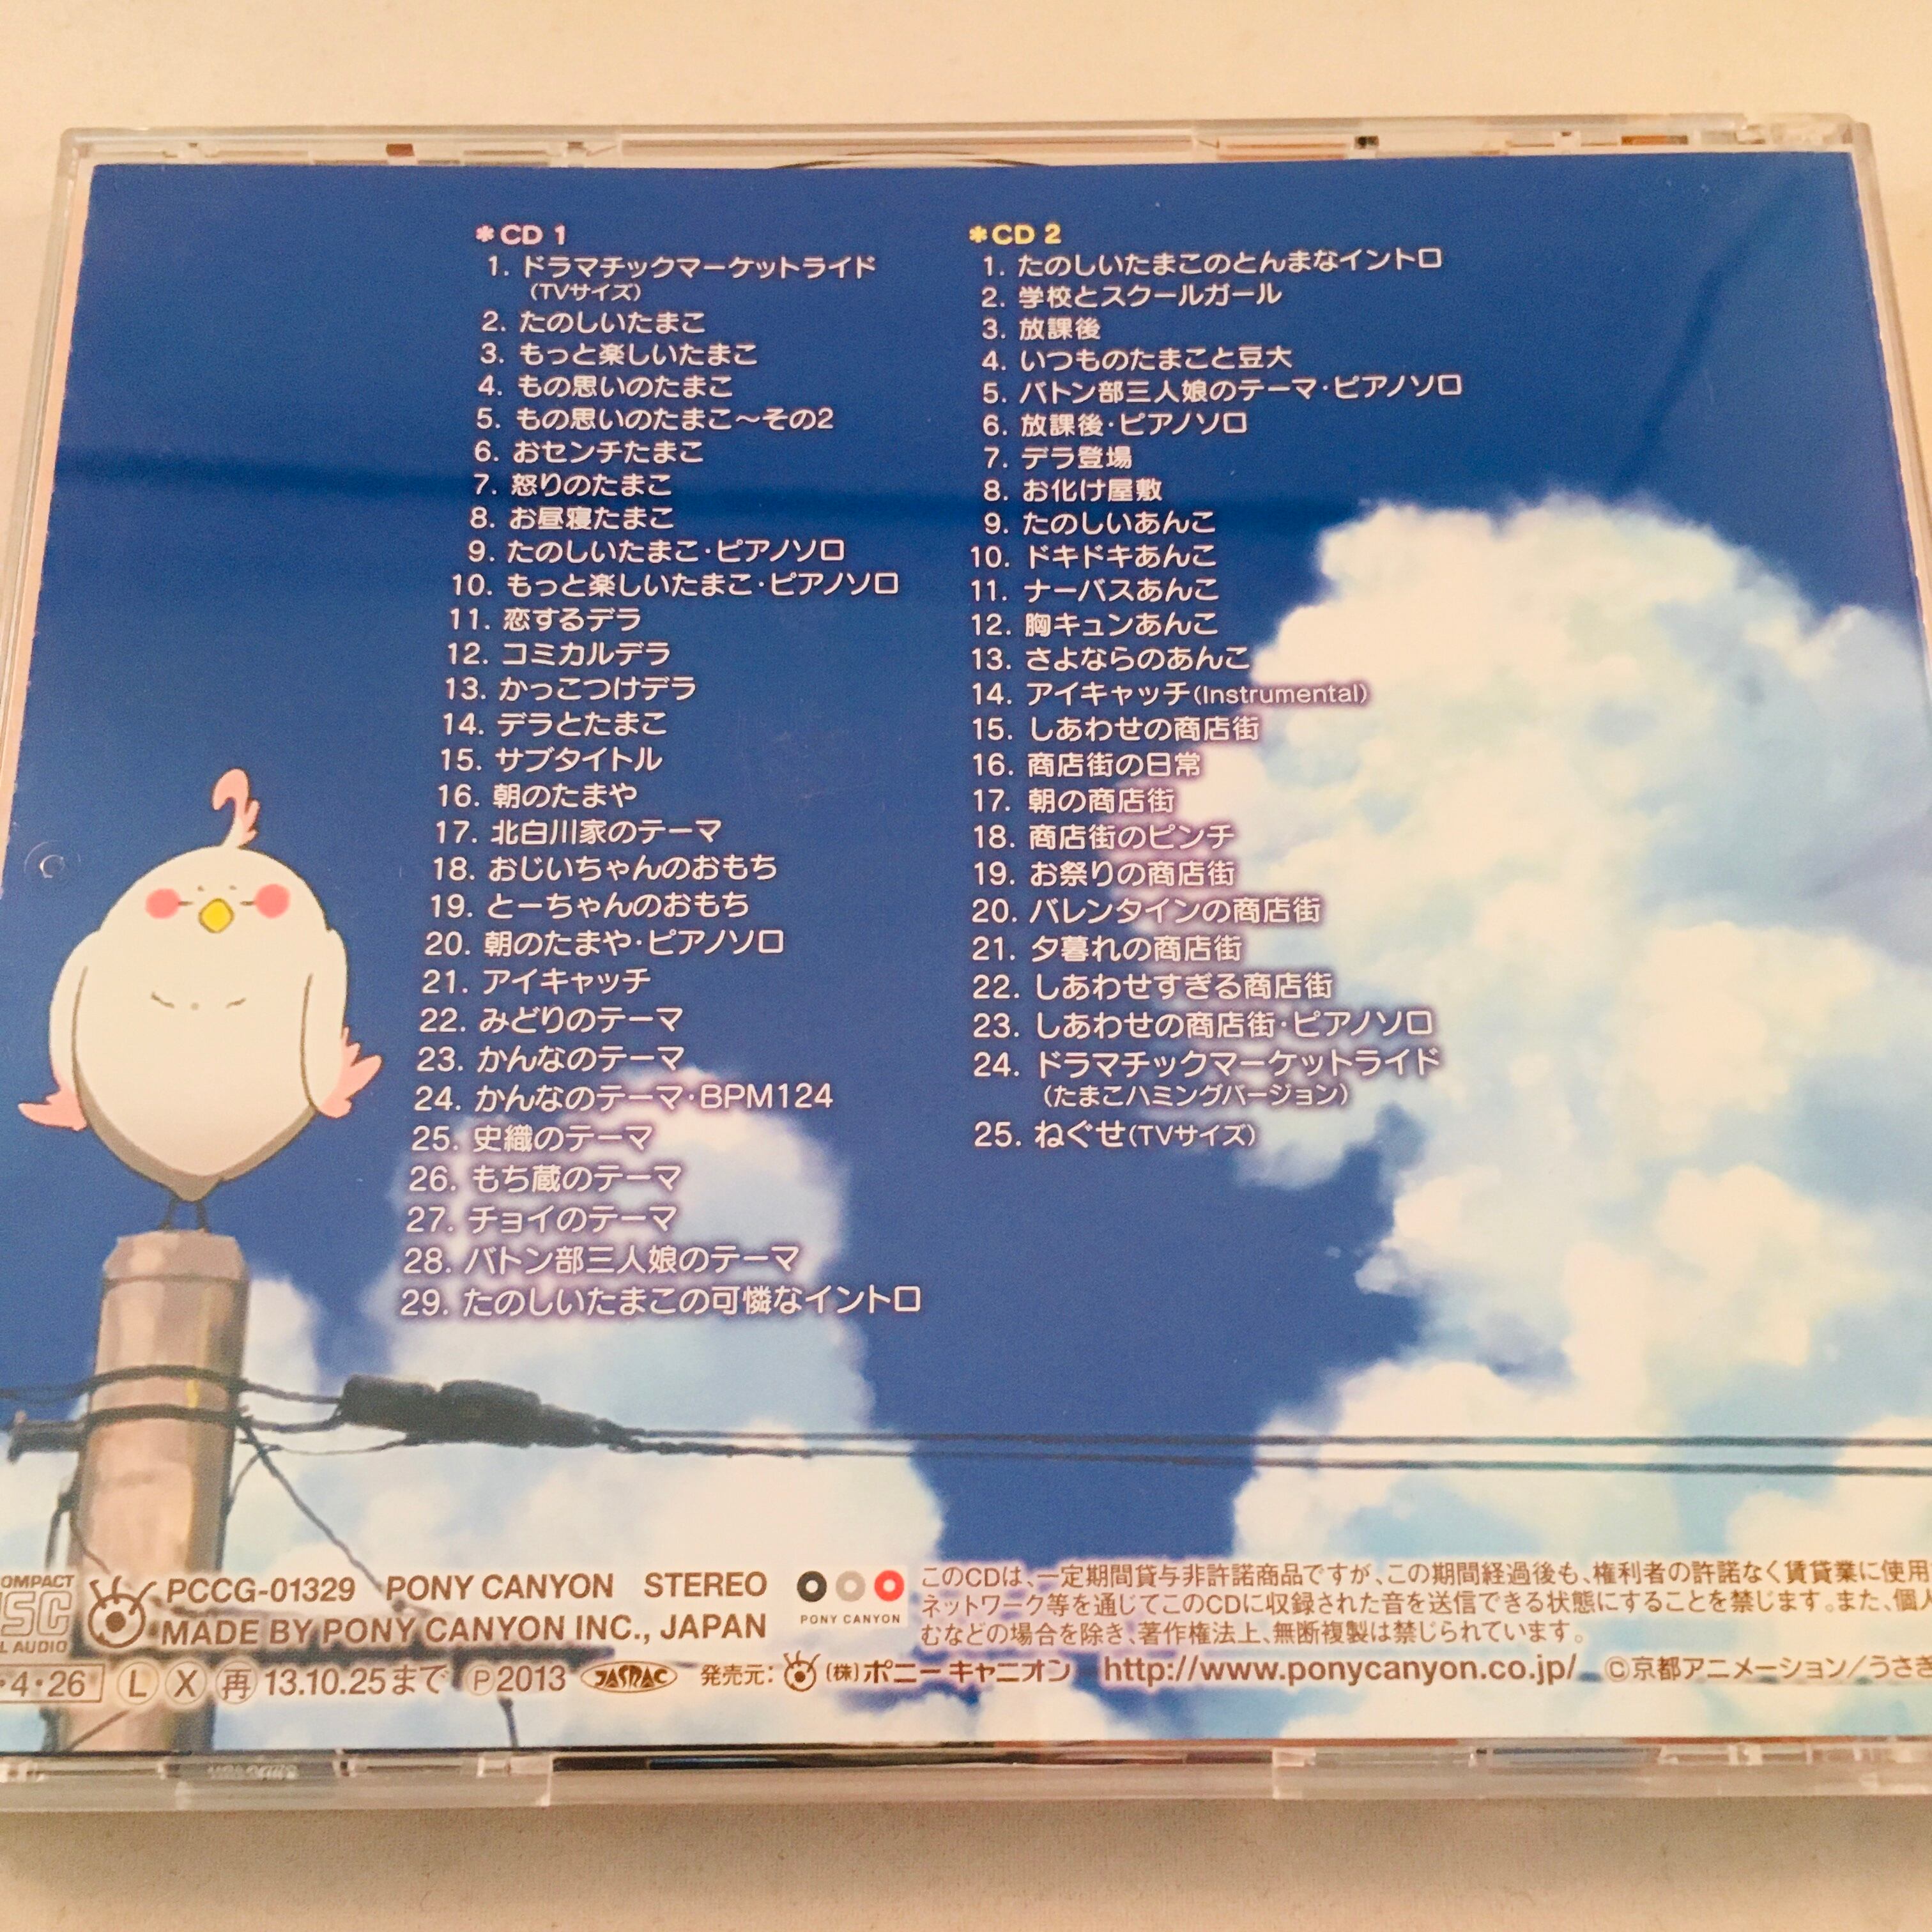 *CD 1
1. ドラマチックマーケットライド
(TVサイズ)
2. たのしいたまこ
3. もっと楽しいたまこ
4. もの思いのたまこ
5. もの思いのたまこ～その2
6. おセンチたまこ
7. 怒りのたまこ
8. お昼寝たまこ
9. たのしいたまこ・ピアノソロ
10. もっと楽しいたまこ・ピアノソロ
11. 恋するデラ
12. コミカルデラ
13. かっこつけデラ
14. デラとたまこ
15. サブタイトル
16. 朝のたまや
17. 北白川家のテーマ
18. おじいちゃんのおもち
19. とーちゃんのおもち
20. 朝のたまや・ピアノソロ
21. アイキャッチ
22. みどりのテーマ
23. かんなのテーマ
24. かんなのテーマ・BPM124
25. 史織のテーマ
26. もち蔵のテーマ
27. チョイのテーマ
28. バトン部三人娘のテーマ
29. たのしいたまこの可憐なイントロ
*CD 2
1. たのしいたまこのとんまなイントロ
2. 学校とスクールガール
3. 放課後
4. いつものたまこと豆大
5. バトン部三人娘のテーマ・ピアノソロ
6. 放課後・ピアノソロ
7. デラ登場
8. お化け屋敷
9. たのしいあんこ
10. ドキドキあんこ
11. ナーバスあんこ
12. 胸キュンあんこ
13. さよならのあんこ
14. アイキャッチ(Instrumental)
15. しあわせの商店街
16. 商店街の日常
17. 朝の商店街
18. 商店街のピンチ
19. お祭りの商店街
20. バレンタインの商店街
21. 夕暮れの商店街
22. しあわせすぎる商店街
23. しあわせの商店街・ピアノソロ
24. ドラマチックマーケットライド
(たまこハミングバージョン)
25. ねぐせ(TVサイズ)
PCCG-01329 PONY CANYON STEREO
MADE BY PONY CANYON INC., JAPAN
PONY CANYON
このCDは、一定期間貸与非許諾商品ですが、この期間経過後も、権利者の許諾なく賃貸業に使用
ネットワーク等を通じてこのCDに収録された音を送信できる状態にすることを禁じます。また、個人
むなどの場合を除き、著作権法上、無断複製は禁じられています。
・4・26 L X 再 13.10.25まで ℗2013 JASRAC 発売元: (株)ポニーキャニオン http://www.ponycanyon.co.jp/ ©京都アニメーション/うさぎ